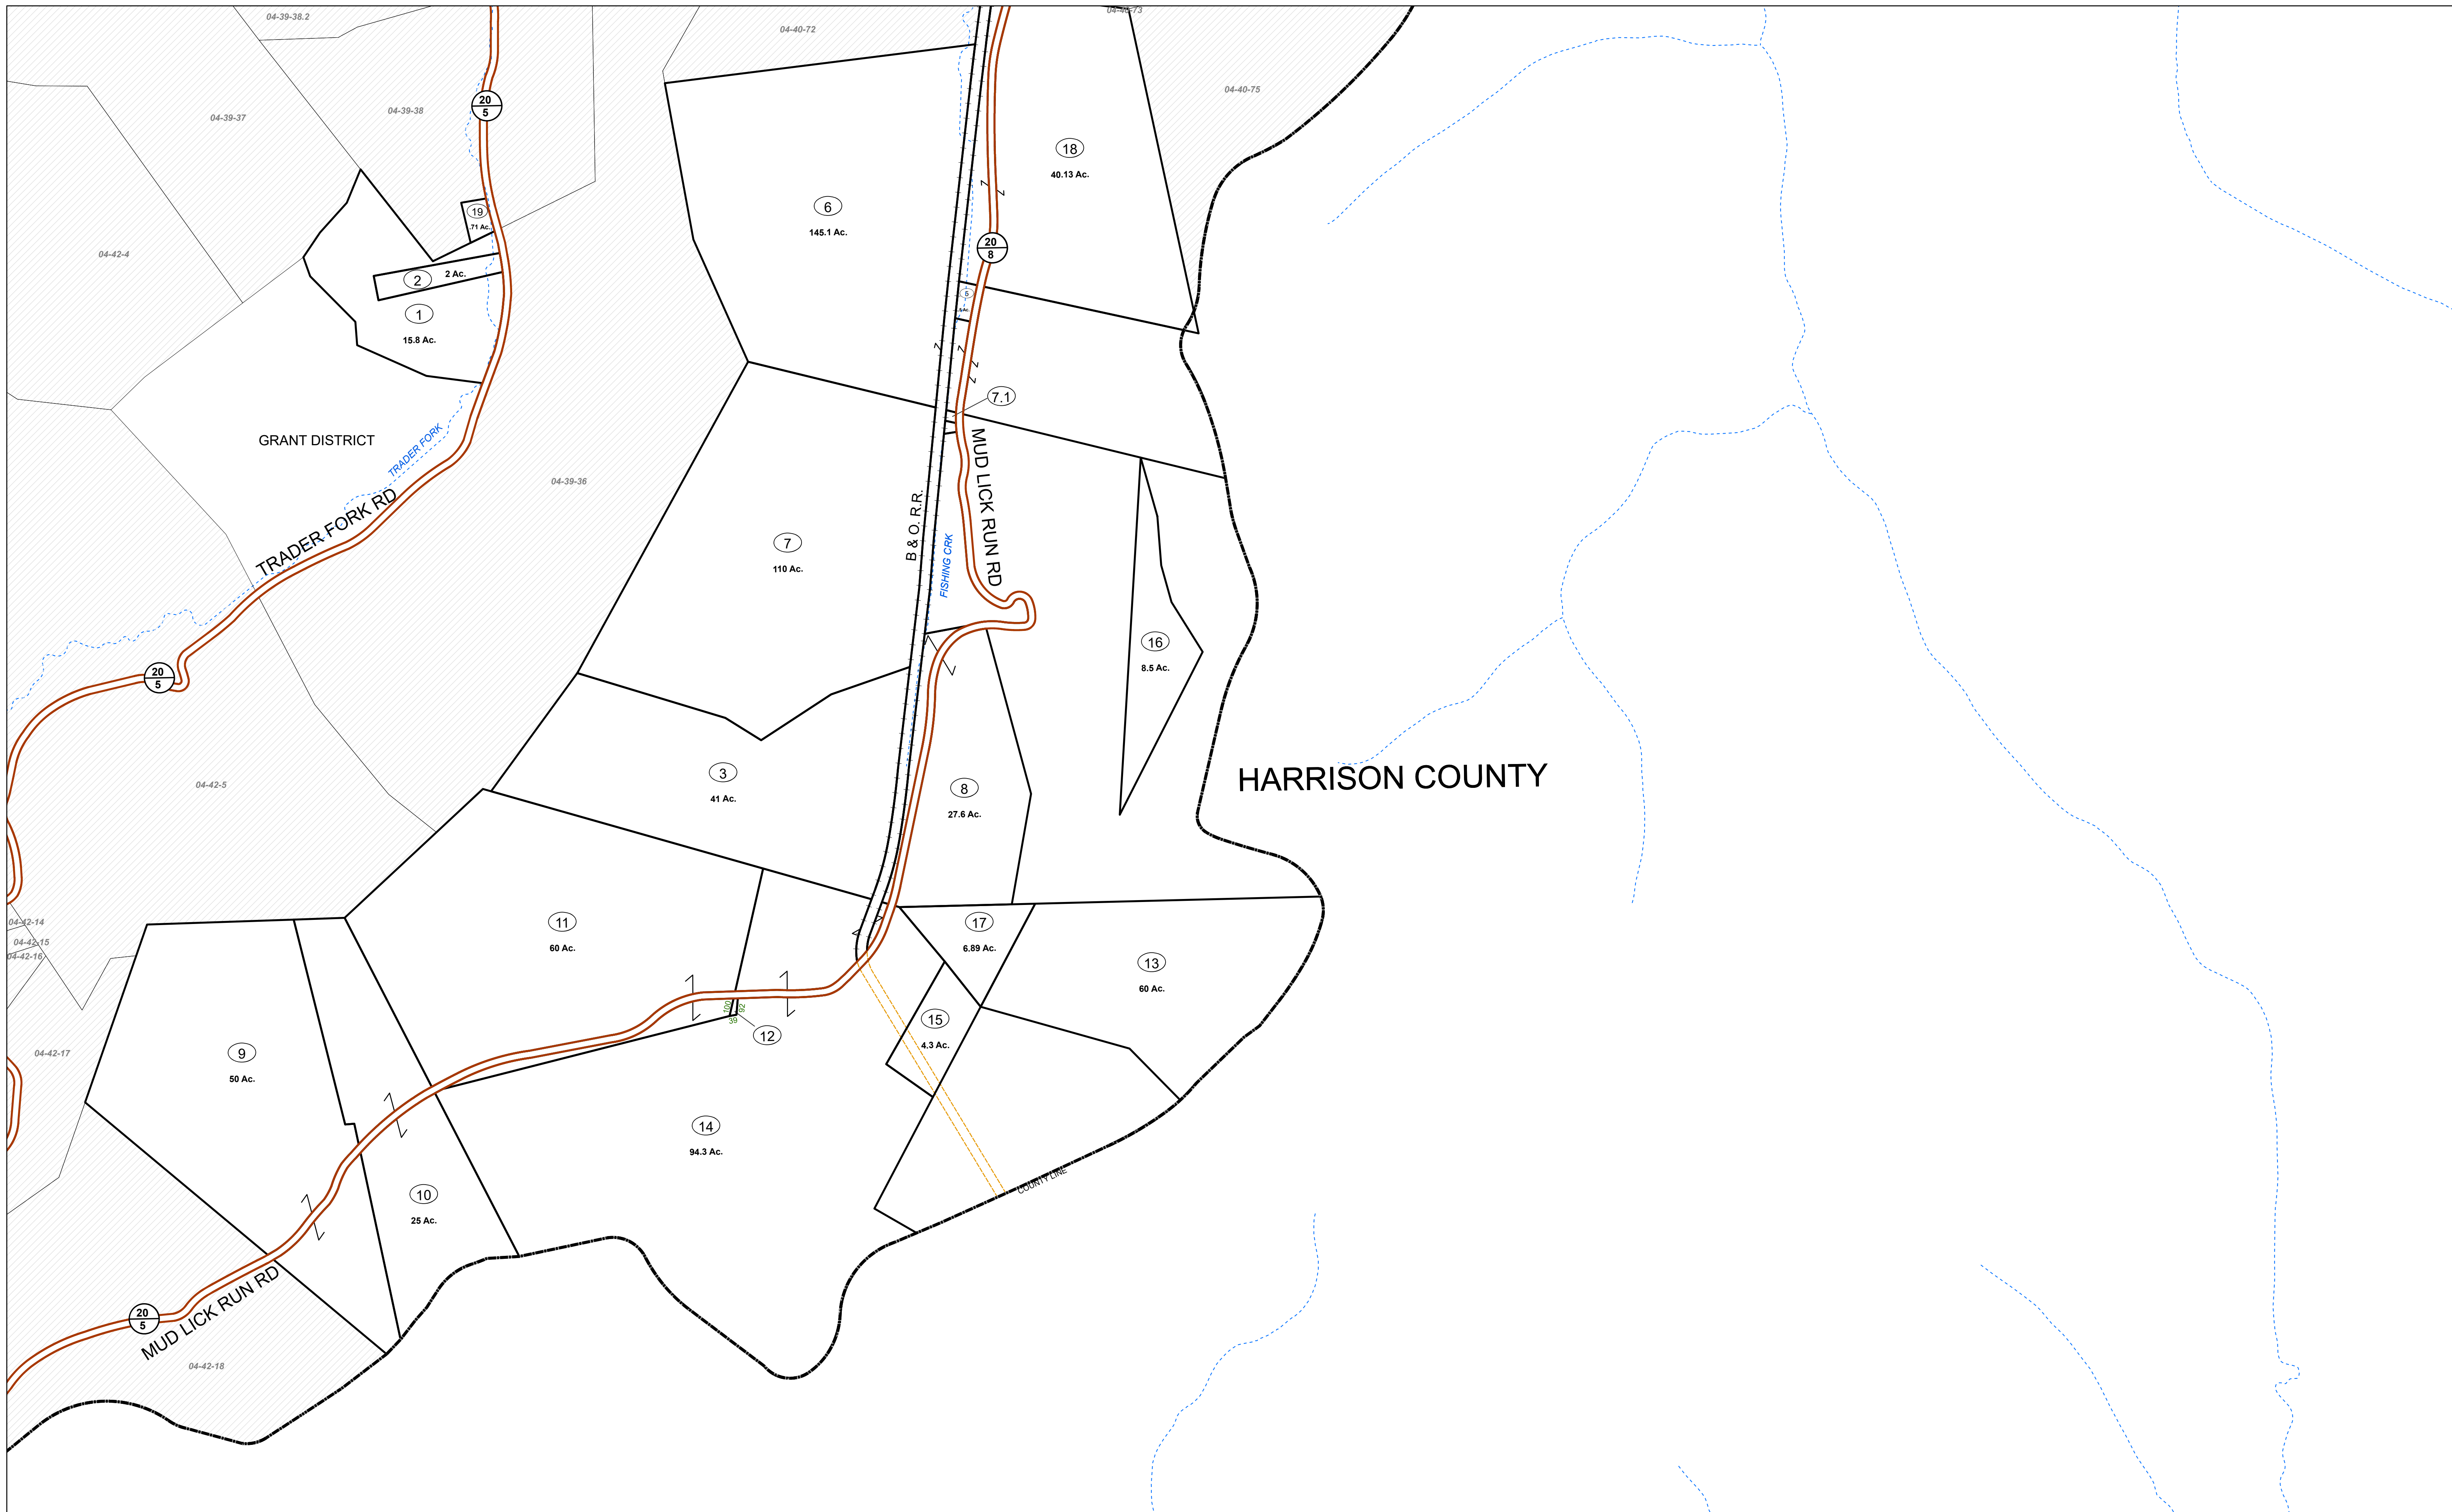 04-39-38.2
04-40-72
04-40-73
04-40-75
04-39-37
04-39-38
20
5
18
40.13 Ac.
6
145.1 Ac.
19
.71 Ac.
20
8
04-42-4
2
2 Ac.
1
15.8 Ac.
7.1
GRANT DISTRICT
TRADER FORK
04-39-36
TRADER FORK RD
MUD LICK RUN RD
B & O. R.R.
FISHING CRK
7
110 Ac.
16
8.5 Ac.
20
5
3
41 Ac.
8
27.6 Ac.
HARRISON COUNTY
04-42-5
04-42-14
04-42-15
04-42-16
11
60 Ac.
17
6.89 Ac.
13
60 Ac.
100
92
39
12
15
4.3 Ac.
9
50 Ac.
04-42-17
14
94.3 Ac.
10
25 Ac.
COUNTY LINE
20
5
MUD LICK RUN RD
04-42-18